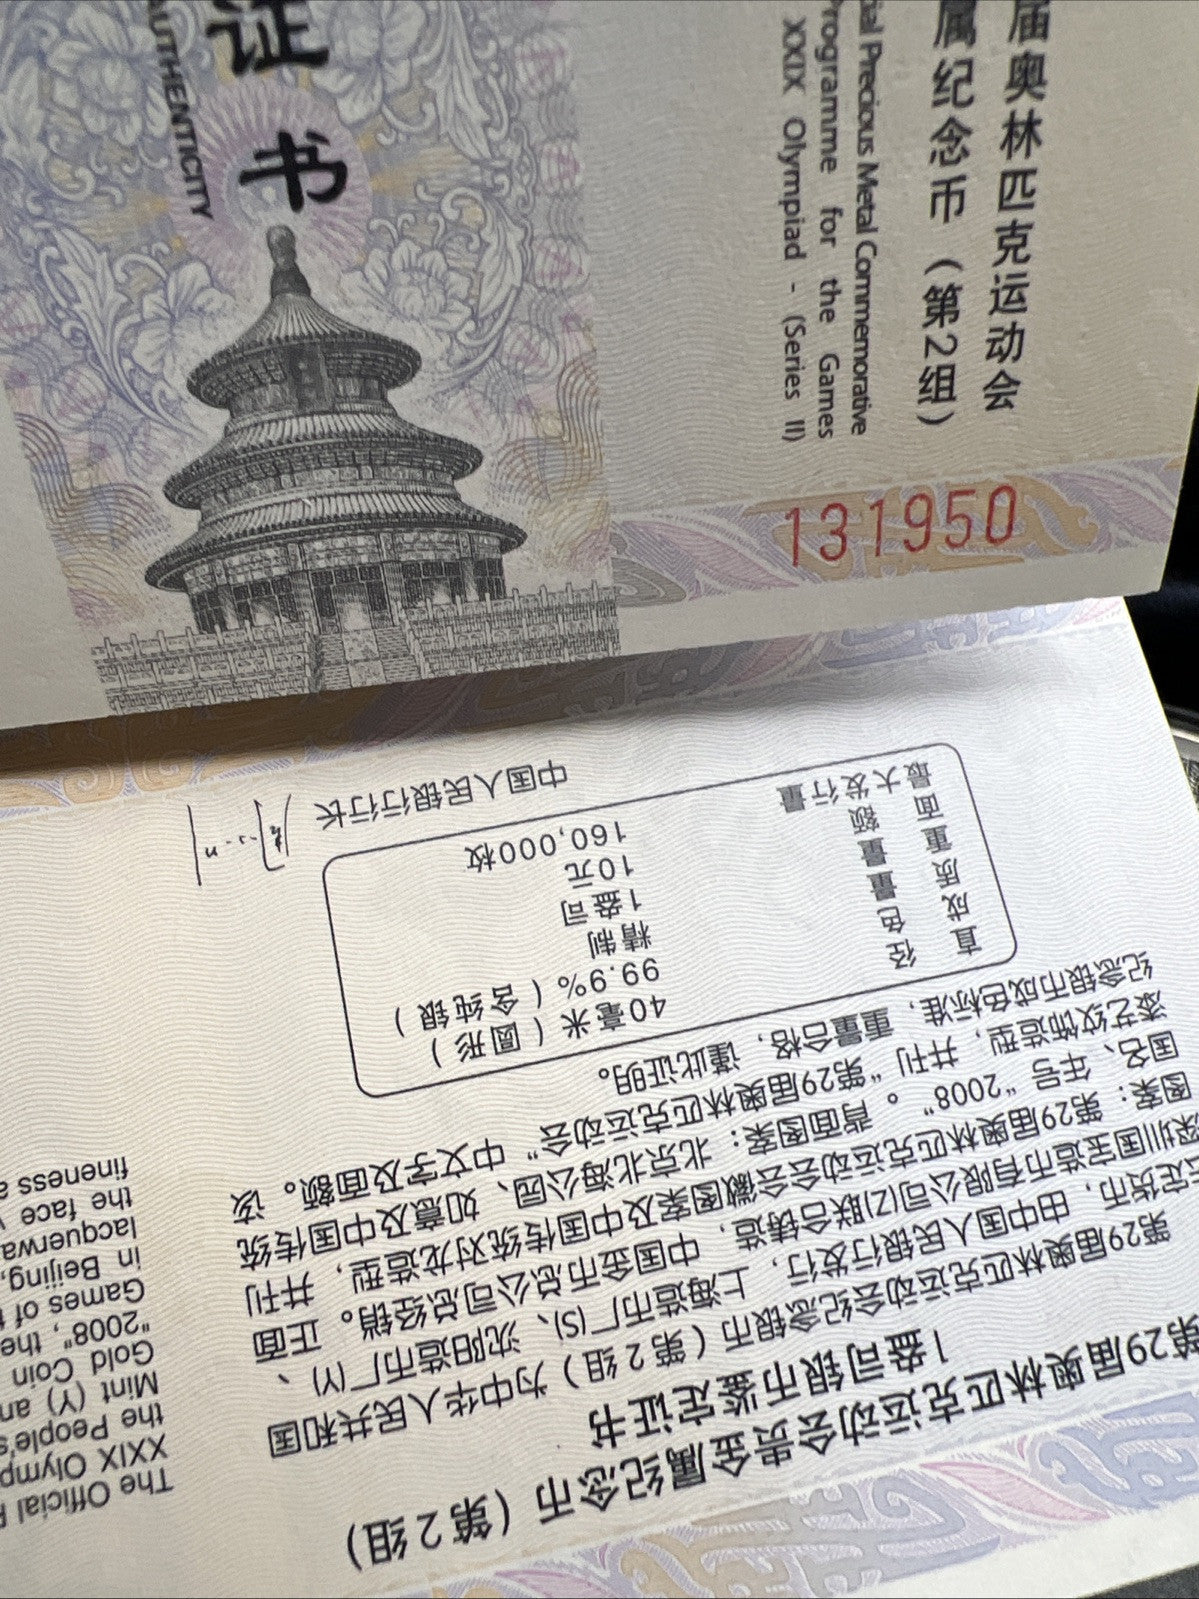 证书
AUTHENTICITY
届奥林匹克运动会
属纪念币（第2组）
cial Precious Metal Commemorative
Programme for the Games
XXIX Olympiad - (Series II)
131950
第29届奥林匹克运动会贵金属纪念币（第2组）
1盎司银币鉴定证书
第29届奥林匹克运动会纪念银币（第2组）为中华人民共和国
法定货币，由中国人民银行发行，上海造币厂(S)、沈阳造币厂(Y)、
深圳国宝造币有限公司(Z)联合铸造，中国金币总公司总经销。正面
图案：第29届奥林匹克运动会会徽图案及中国传统对龙造型，并刊
国名、年号“2008”。背面图案：北京北海公园、如意及中国传统
漆艺纹饰造型，并刊“第29届奥林匹克运动会”中文字及面额。该
纪念银币成色标准，重量合格，谨此证明。
直径 40毫米（圆形）
成色 99.9%（含纯银）
质量 精制
重量 1盎司
面额 10元
最大发行量 160,000枚
中国人民银行行长
The Official
XXIX Olymp
the People's
Mint (Y) an
Gold Coin
"2008", the
Games of t
in Beijing,
lacquerwa
the face
fineness a